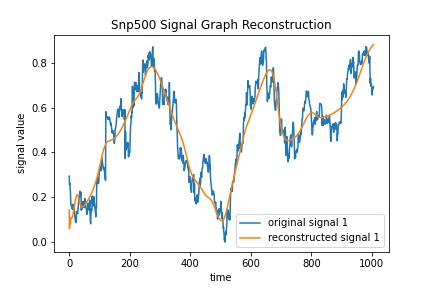 Snp500 Signal Graph Reconstruction
signal value
0.8
0.6
0.4
0.2
0.0
original signal 1
reconstructed signal 1
0 200 400 600 800 1000
time